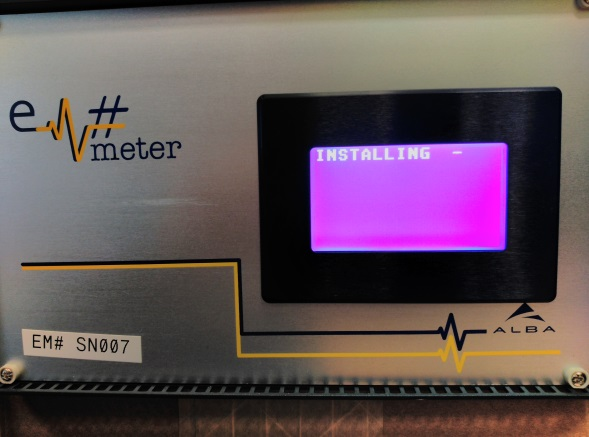 e #
meter
INSTALLING -
ALBA
EM# SN007